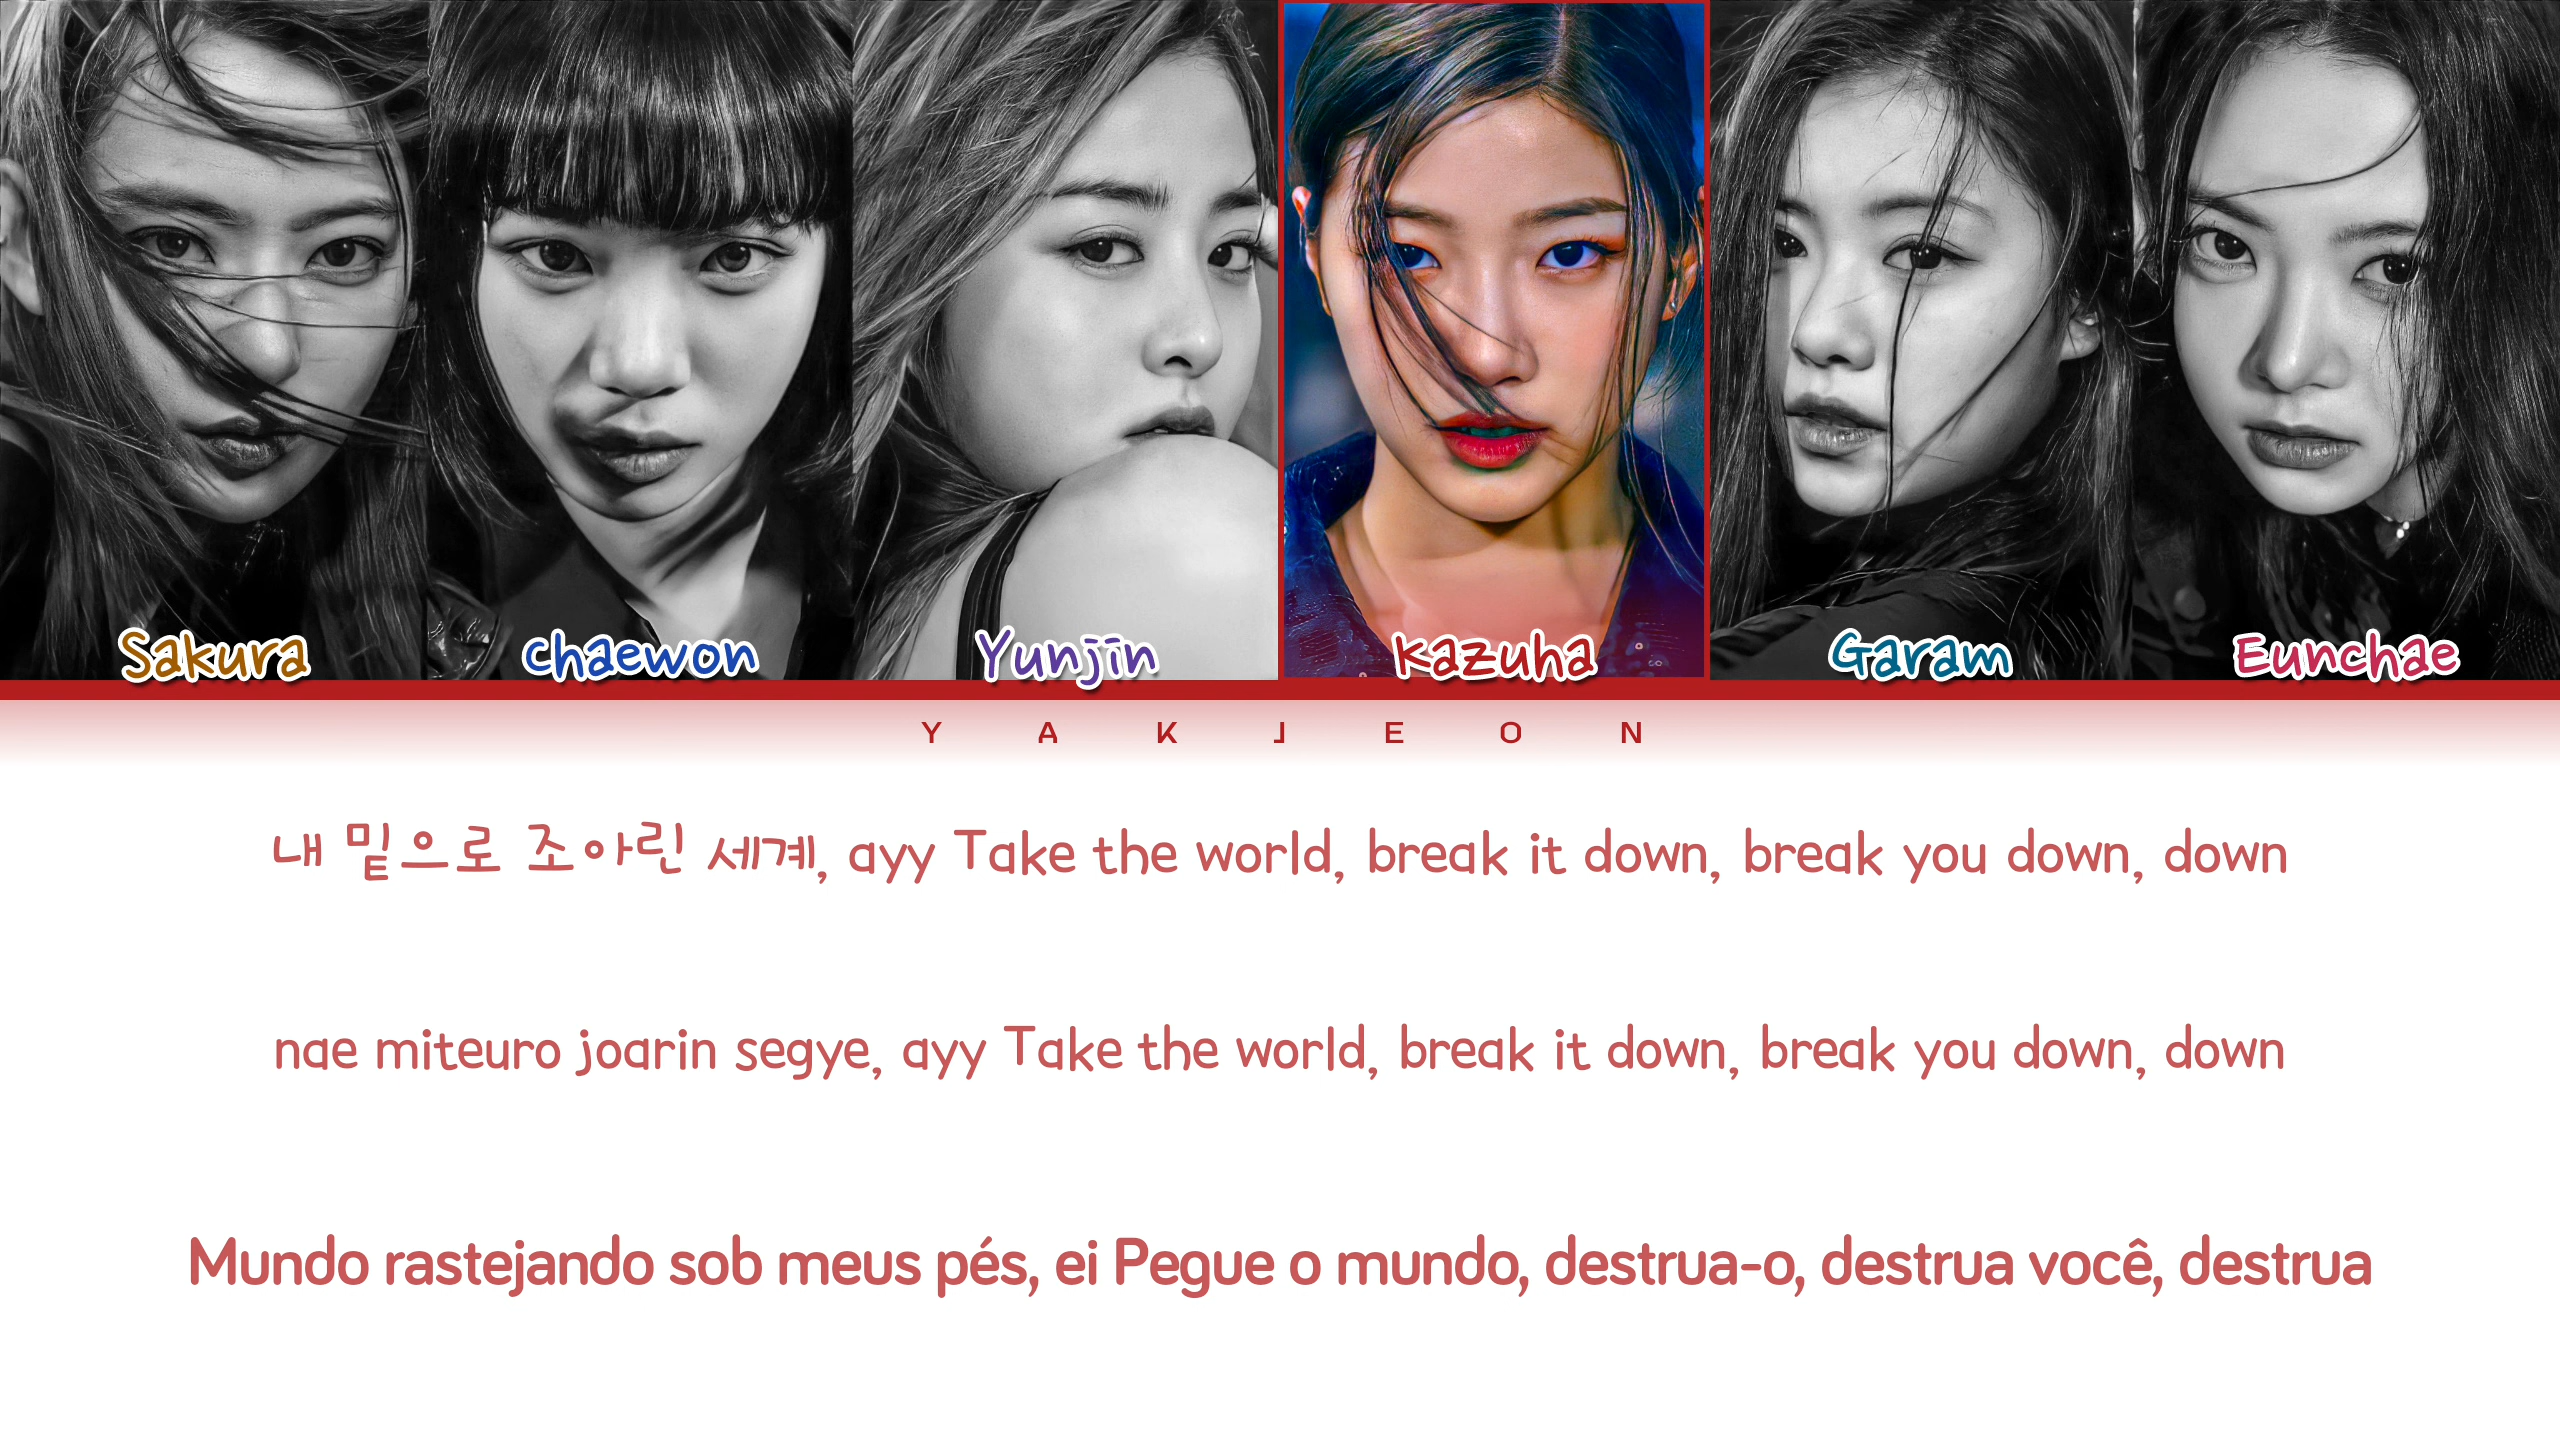 Sakura chaewon Yunjin kazuha Garam Eunchae
YAKJEON
내 밑으로 조아린 세계, ayy Take the world, break it down, break you down, down
nae miteuro joarin segye, ayy Take the world, break it down, break you down, down
Mundo rastejando sob meus pés, ei Pegue o mundo, destrua-o, destrua você, destrua